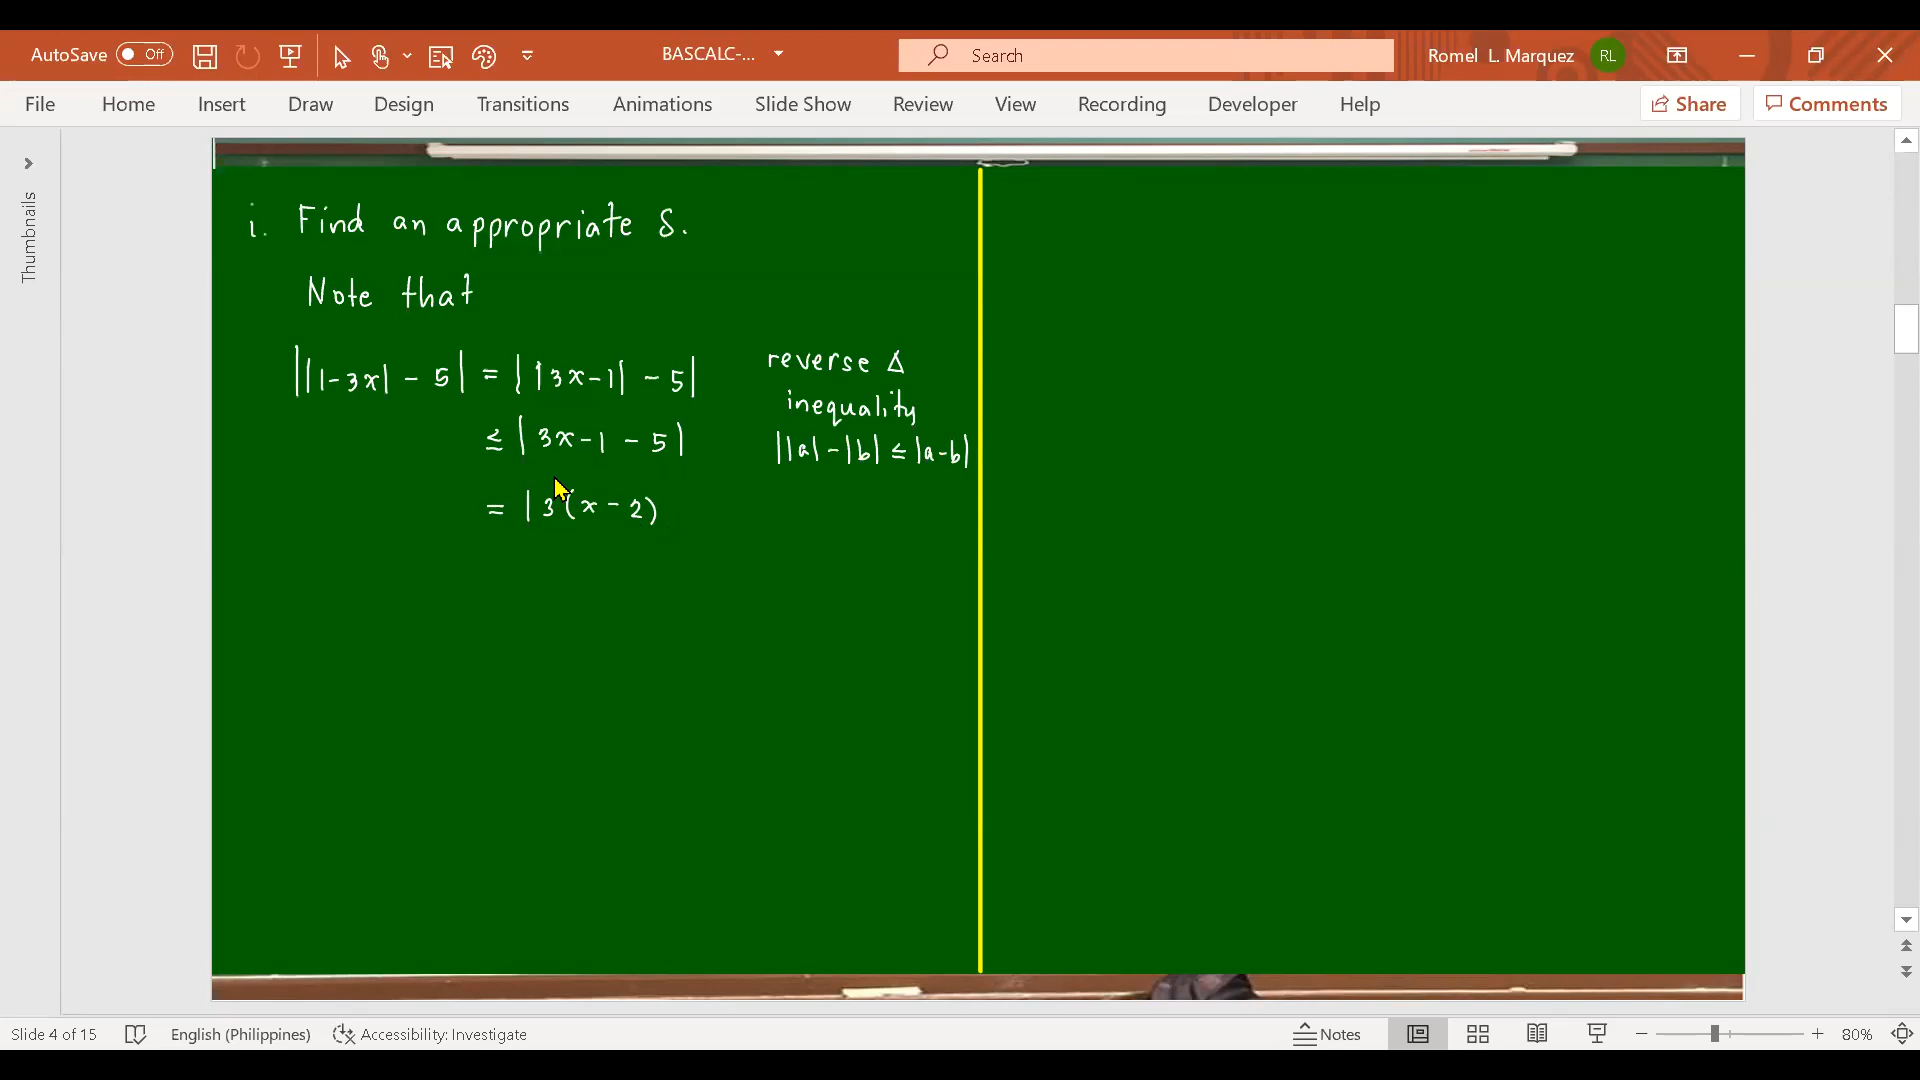 AutoSave Off BASCALC-... Search Romel L. Marquez RL
File Home Insert Draw Design Transitions Animations Slide Show Review View Recording Developer Help Share Comments
Thumbnails
i. Find an appropriate δ.
Note that
||1-3x| - 5| = ||3x-1| - 5|
≤ |3x-1 - 5|
= |3(x-2)
reverse Δ
inequality
||a|-|b| ≤ |a-b|
Slide 4 of 15 English (Philippines) Accessibility: Investigate Notes 80%